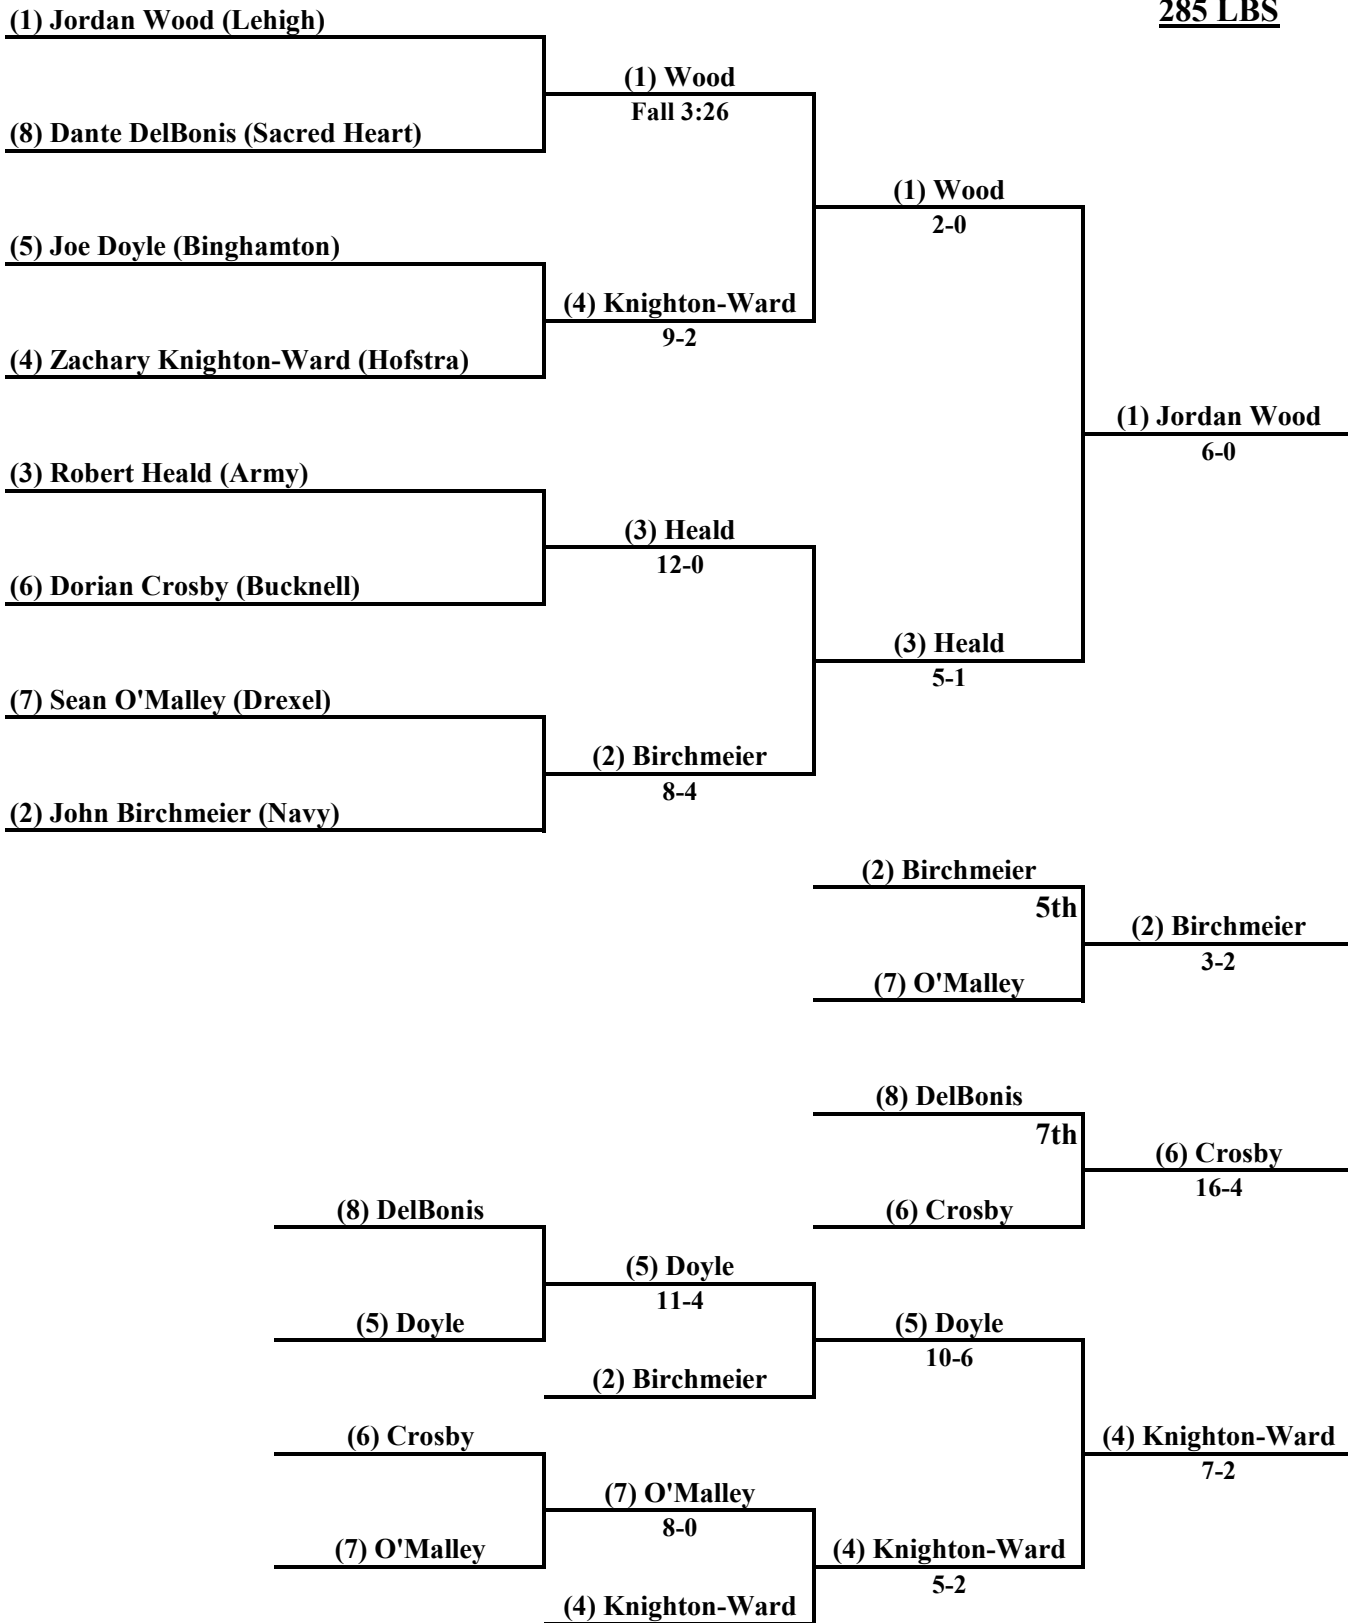 285 LBS
(1) Jordan Wood (Lehigh)
(1) Wood
Fall 3:26
(8) Dante DelBonis (Sacred Heart)
(1) Wood
2-0
(5) Joe Doyle (Binghamton)
(4) Knighton-Ward
9-2
(4) Zachary Knighton-Ward (Hofstra)
(1) Jordan Wood
6-0
(3) Robert Heald (Army)
(3) Heald
12-0
(6) Dorian Crosby (Bucknell)
(3) Heald
5-1
(7) Sean O'Malley (Drexel)
(2) Birchmeier
8-4
(2) John Birchmeier (Navy)
(2) Birchmeier
5th
(2) Birchmeier
3-2
(7) O'Malley
(8) DelBonis
7th
(6) Crosby
16-4
(6) Crosby
(8) DelBonis
(5) Doyle
11-4
(5) Doyle
(5) Doyle
10-6
(2) Birchmeier
(6) Crosby
(4) Knighton-Ward
7-2
(7) O'Malley
8-0
(7) O'Malley
(4) Knighton-Ward
5-2
(4) Knighton-Ward